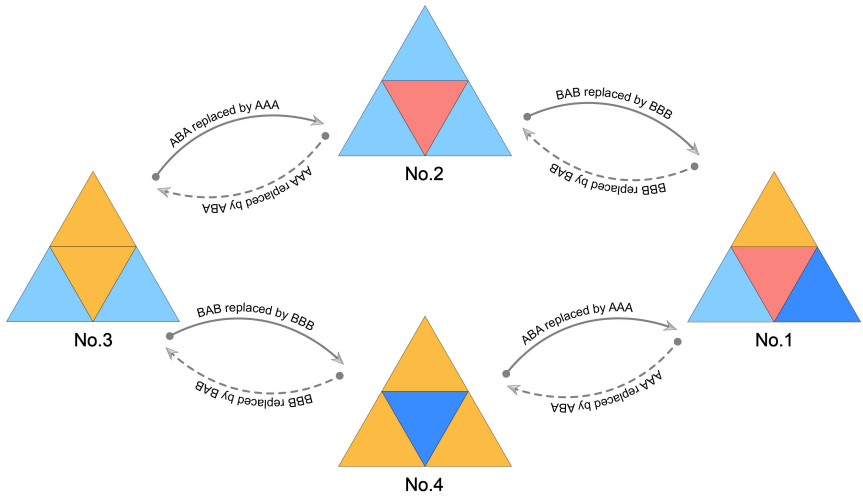 ABA replaced by AAA
AAA replaced by ABA
No.2
BAB replaced by BBB
BBB replaced by BAB
No.3
BAB replaced by BBB
BBB replaced by BAB
No.4
ABA replaced by AAA
AAA replaced by ABA
No.1